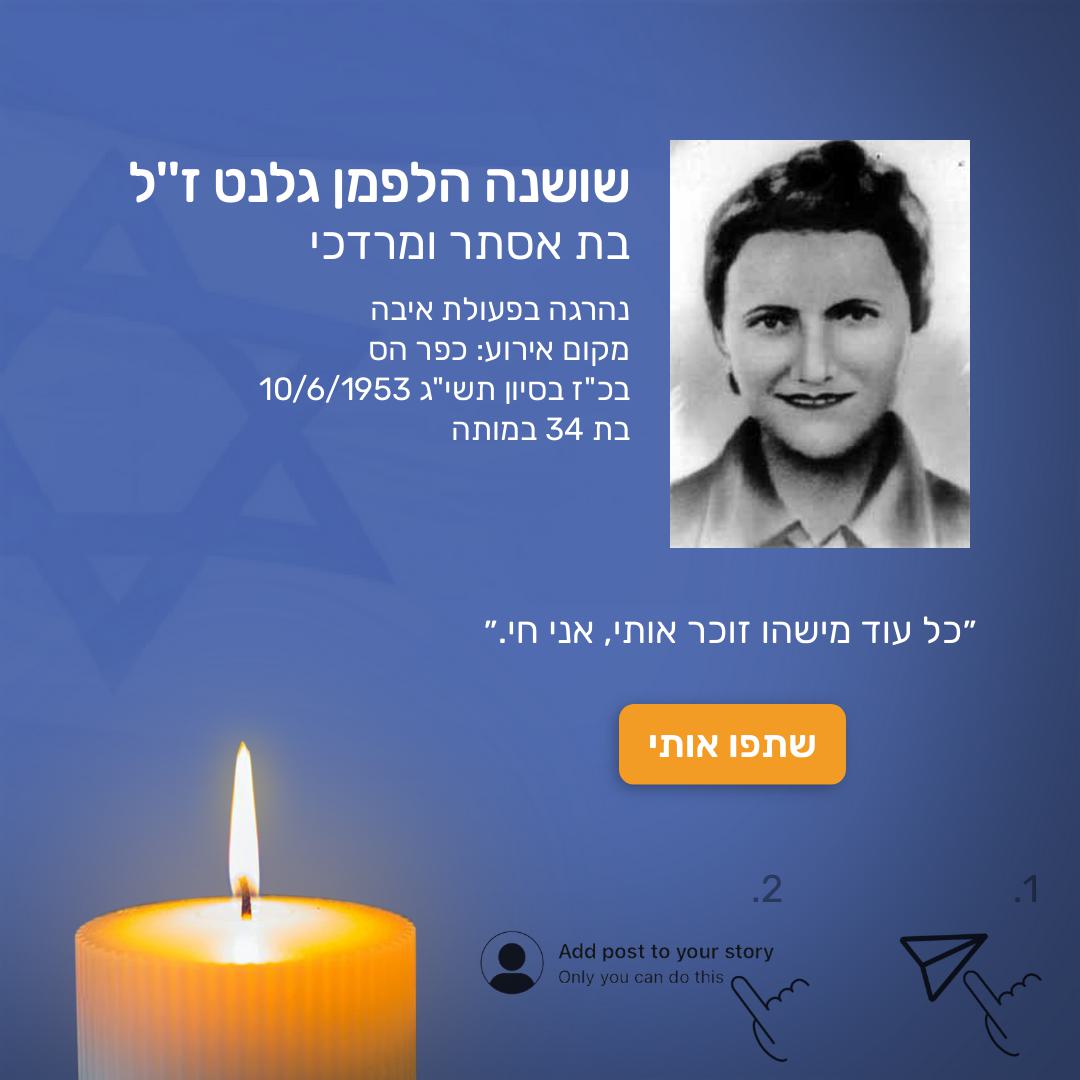 שושנה הלפמן גלנט ז"ל
בת אסתר ומרדכי
נהרגה בפעולת איבה
מקום אירוע: כפר הס
בכ"ז בסיון תשי"ג 10/6/1953
בת 34 במותה
״כל עוד מישהו זוכר אותי, אני חי.״
שתפו אותי
1.
2.
Add post to your story
Only you can do this